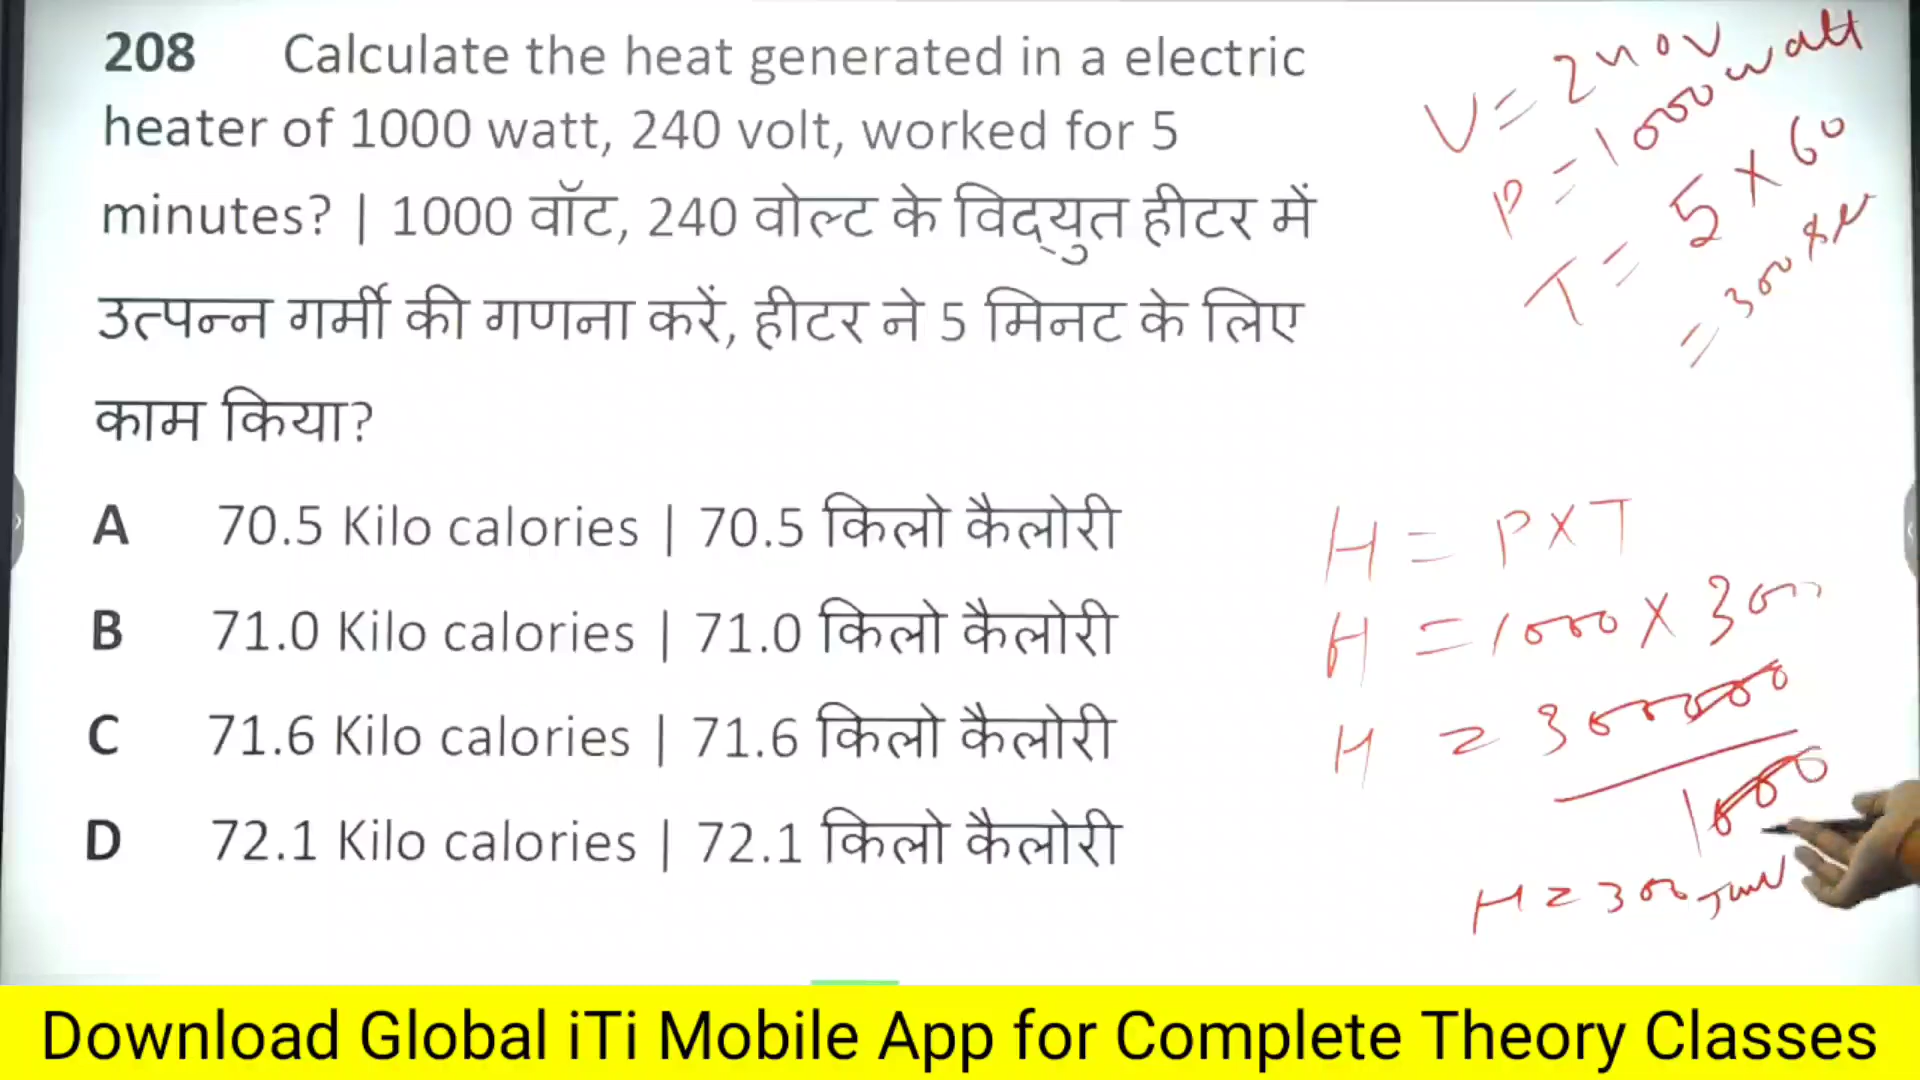 208 Calculate the heat generated in a electric
heater of 1000 watt, 240 volt, worked for 5
minutes? | 1000 वॉट, 240 वोल्ट के विद्युत हीटर में
उत्पन्न गर्मी की गणना करें, हीटर ने 5 मिनट के लिए
काम किया?
A 70.5 Kilo calories | 70.5 किलो कैलोरी
B 71.0 Kilo calories | 71.0 किलो कैलोरी
C 71.6 Kilo calories | 71.6 किलो कैलोरी
D 72.1 Kilo calories | 72.1 किलो कैलोरी
V = 240V
P = 1000 watt
T = 5 × 60
= 300
H = P×T
H = 1000 × 300
H = 300000
1000
H = 300
Download Global iTi Mobile App for Complete Theory Classes